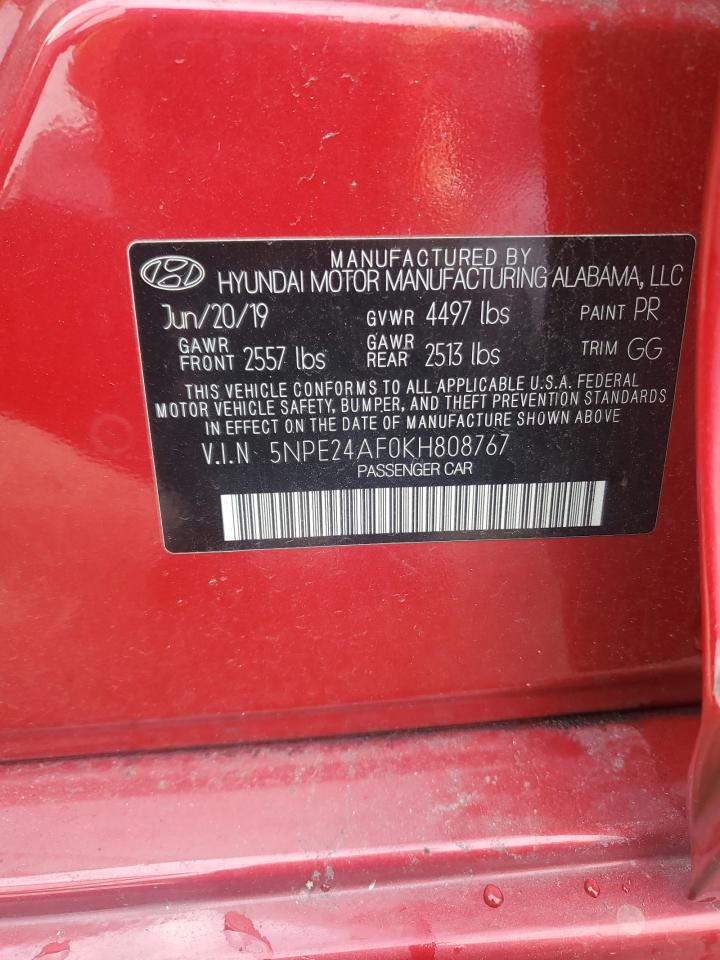 MANUFACTURED BY
HYUNDAI MOTOR MANUFACTURING ALABAMA, LLC
Jun/20/19 GVWR 4497 lbs PAINT PR
GAWR FRONT 2557 lbs GAWR REAR 2513 lbs TRIM GG
THIS VEHICLE CONFORMS TO ALL APPLICABLE U.S.A. FEDERAL
MOTOR VEHICLE SAFETY, BUMPER, AND THEFT PREVENTION STANDARDS
IN EFFECT ON THE DATE OF MANUFACTURE SHOWN ABOVE
V.I.N 5NPE24AF0KH808767
PASSENGER CAR